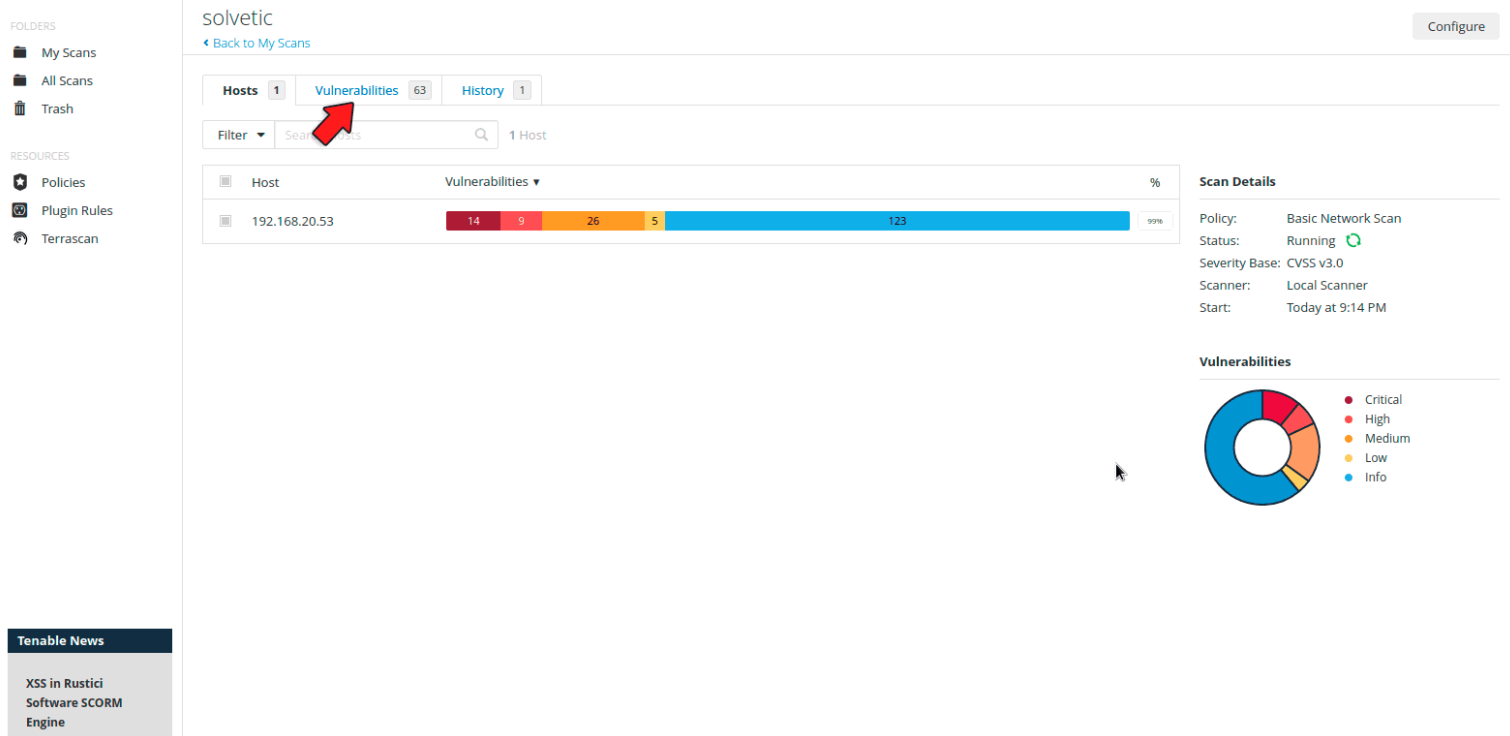 solvetic
Back to My Scans
Configure
FOLDERS
My Scans
All Scans
Trash
RESOURCES
Policies
Plugin Rules
Terrascan
Hosts 1
Vulnerabilities 63
History 1
Filter
1 Host
Host Vulnerabilities %
192.168.20.53 14 9 26 5 123 99%
Scan Details
Policy: Basic Network Scan
Status: Running
Severity Base: CVSS v3.0
Scanner: Local Scanner
Start: Today at 9:14 PM
Vulnerabilities
Critical
High
Medium
Low
Info
Tenable News
XSS in Rustici
Software SCORM
Engine